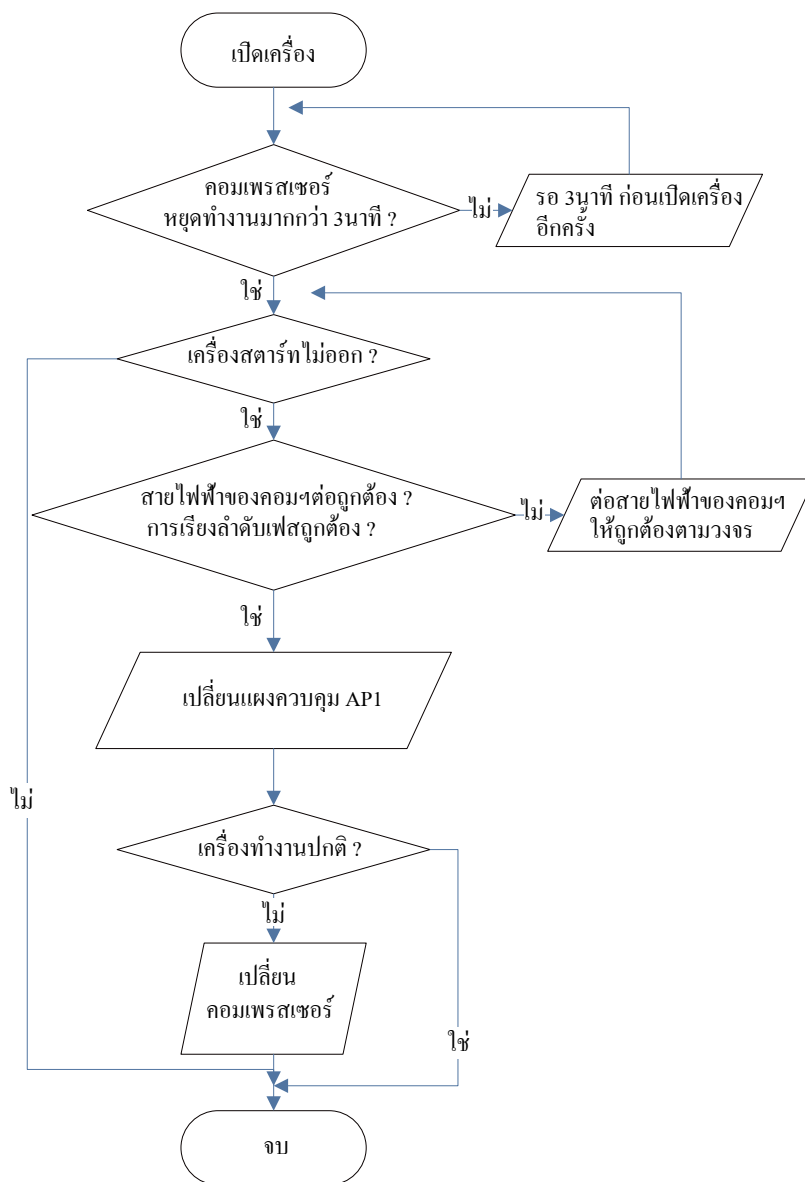 เปิดเครื่อง
คอมเพรสเซอร์
หยุดทำงานมากกว่า 3นาที ?
ไม่
รอ 3นาที ก่อนเปิดเครื่อง
อีกครั้ง
ใช่
เครื่องสตาร์ทไม่ออก ?
ใช่
สายไฟฟ้าของคอมฯต่อถูกต้อง ?
การเรียงลำดับเฟสถูกต้อง ?
ไม่
ต่อสายไฟฟ้าของคอมฯ
ให้ถูกต้องตามวงจร
ใช่
เปลี่ยนแผงควบคุม AP1
ไม่
เครื่องทำงานปกติ ?
ไม่
เปลี่ยน
คอมเพรสเซอร์
ใช่
จบ